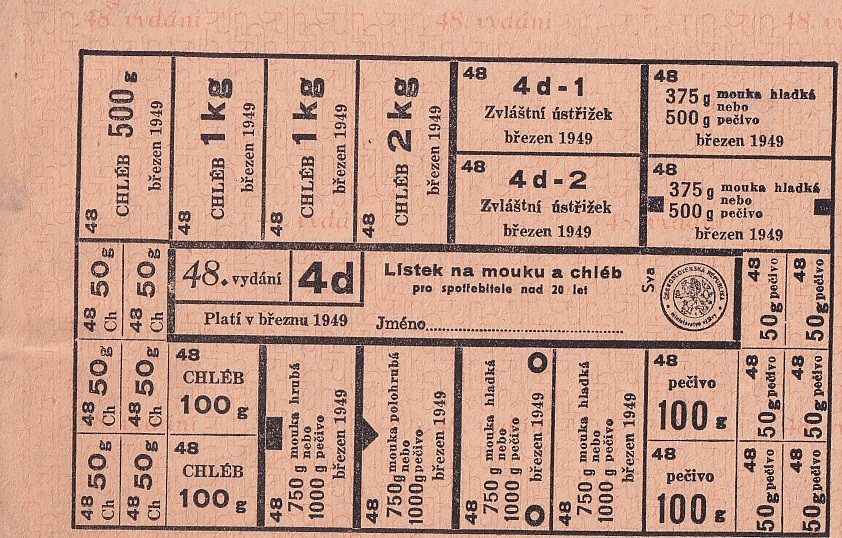 48. vydání
48. vydání
48. vydání
48
CHLÉB 500 g
březen 1949
48
CHLÉB 1 kg
březen 1949
48
CHLÉB 1 kg
březen 1949
48
CHLÉB 2 kg
březen 1949
48
4d-1
Zvláštní ústřižek
březen 1949
48
375 g mouka hladká
nebo
500 g pečivo
březen 1949
4d-2
Zvláštní ústřižek
březen 1949
48
375 g mouka hladká
nebo
500 g pečivo
březen 1949
48 50 g
Ch
48 50 g
Ch
48. vydání
4d
Platí v březnu 1949
Lístek na mouku a chléb
pro spotřebitele nad 20 let
Jméno
Sva
ČESKOSLOVENSKÁ REPUBLIKA
Ministerstvo výživy
48
50 g pečivo
48
50 g pečivo
48 50 g
Ch
48 50 g
Ch
48
CHLÉB
100 g
48
750 g mouka hrubá
nebo
1000 g pečivo
březen 1949
48
750 g mouka polohrubá
nebo
1000 g pečivo
březen 1949
48
750 g mouka hladká
nebo
1000 g pečivo
březen 1949
48
750 g mouka hladká
nebo
1000 g pečivo
březen 1949
48
pečivo
100 g
48
50 g pečivo
48
50 g pečivo
48 50 g
Ch
48 50 g
Ch
48
CHLÉB
100 g
48
pečivo
100 g
48
50 g pečivo
48
50 g pečivo